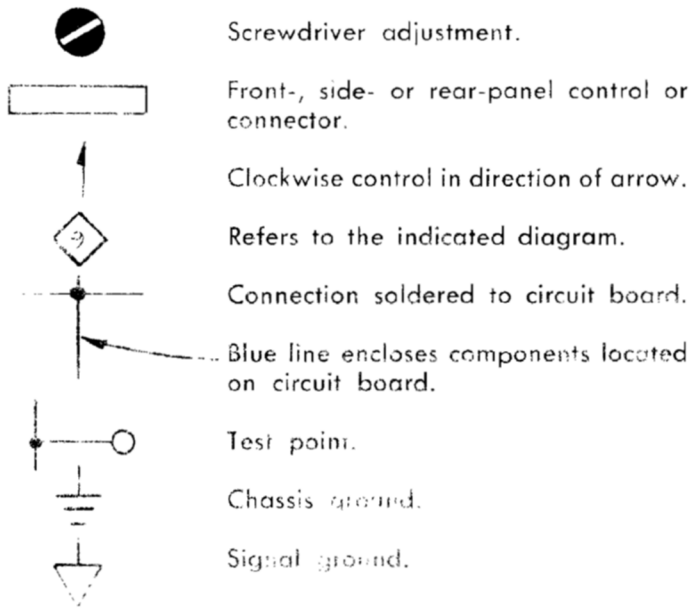 Screwdriver adjustment.
Front-, side- or rear-panel control or
connector.
Clockwise control in direction of arrow.
Refers to the indicated diagram.
Connection soldered to circuit board.
Blue line encloses components located
on circuit board.
Test point.
Chassis ground.
Signal ground.